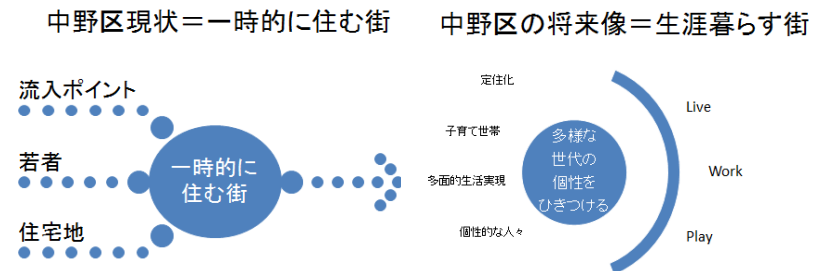 中野区現状＝一時的に住む街
流入ポイント
若者
住宅地
一時的に
住む街
中野区の将来像＝生涯暮らす街
定住化
子育て世帯
多面的生活実現
個性的な人々
多様な
世代の
個性を
ひきつける
Live
Work
Play